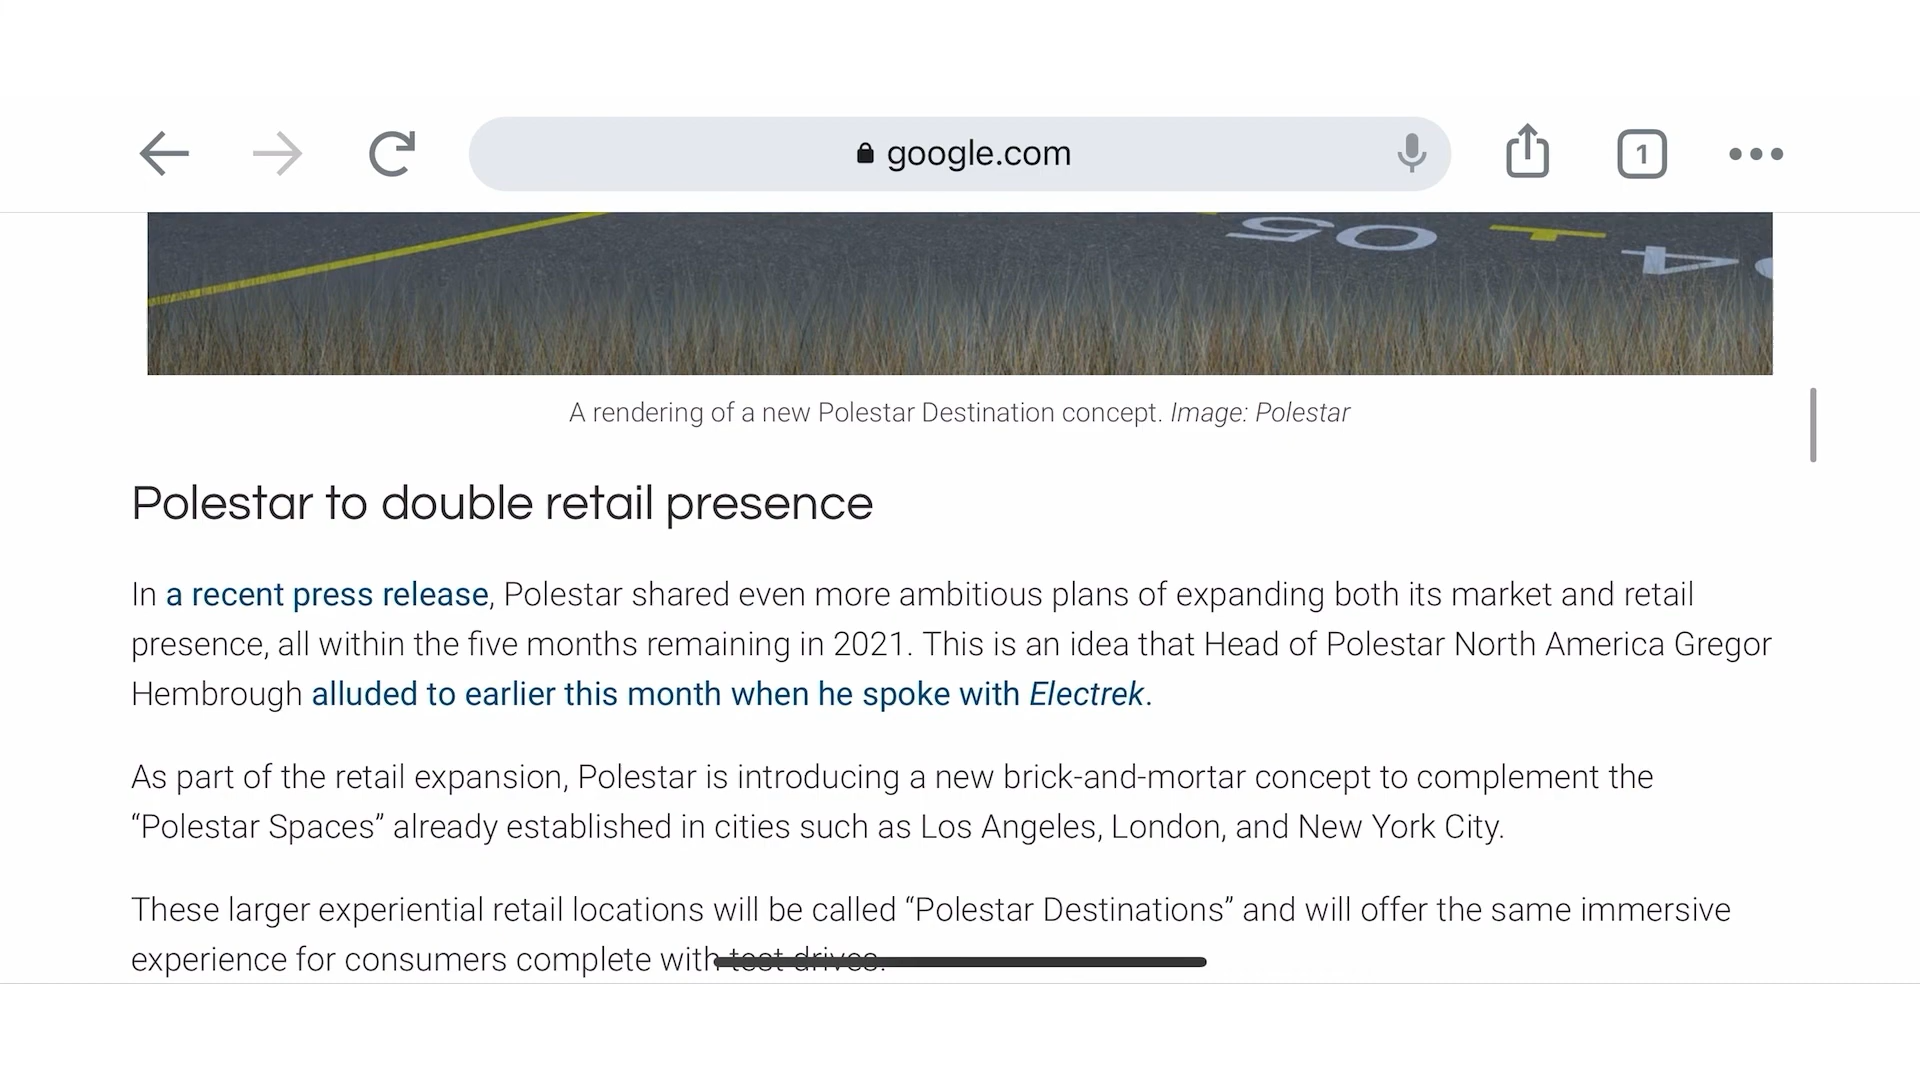 google.com
1
05
4
A rendering of a new Polestar Destination concept. Image: Polestar
Polestar to double retail presence
In a recent press release, Polestar shared even more ambitious plans of expanding both its market and retail
presence, all within the five months remaining in 2021. This is an idea that Head of Polestar North America Gregor
Hembrough alluded to earlier this month when he spoke with Electrek.
As part of the retail expansion, Polestar is introducing a new brick-and-mortar concept to complement the
“Polestar Spaces” already established in cities such as Los Angeles, London, and New York City.
These larger experiential retail locations will be called “Polestar Destinations” and will offer the same immersive
experience for consumers complete with test drives.